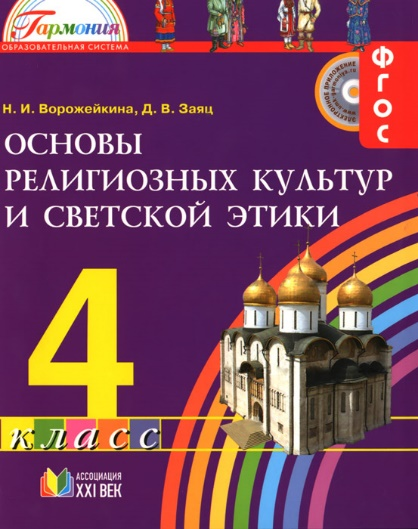 Гармония
ОБРАЗОВАТЕЛЬНАЯ СИСТЕМА
ЭЛЕКТРОННОЕ ПРИЛОЖЕНИЕ
ФГОС
Н. И. Ворожейкина, Д. В. Заяц
ОСНОВЫ
РЕЛИГИОЗНЫХ КУЛЬТУР
И СВЕТСКОЙ ЭТИКИ
4
класс
АССОЦИАЦИЯ
XXI ВЕК